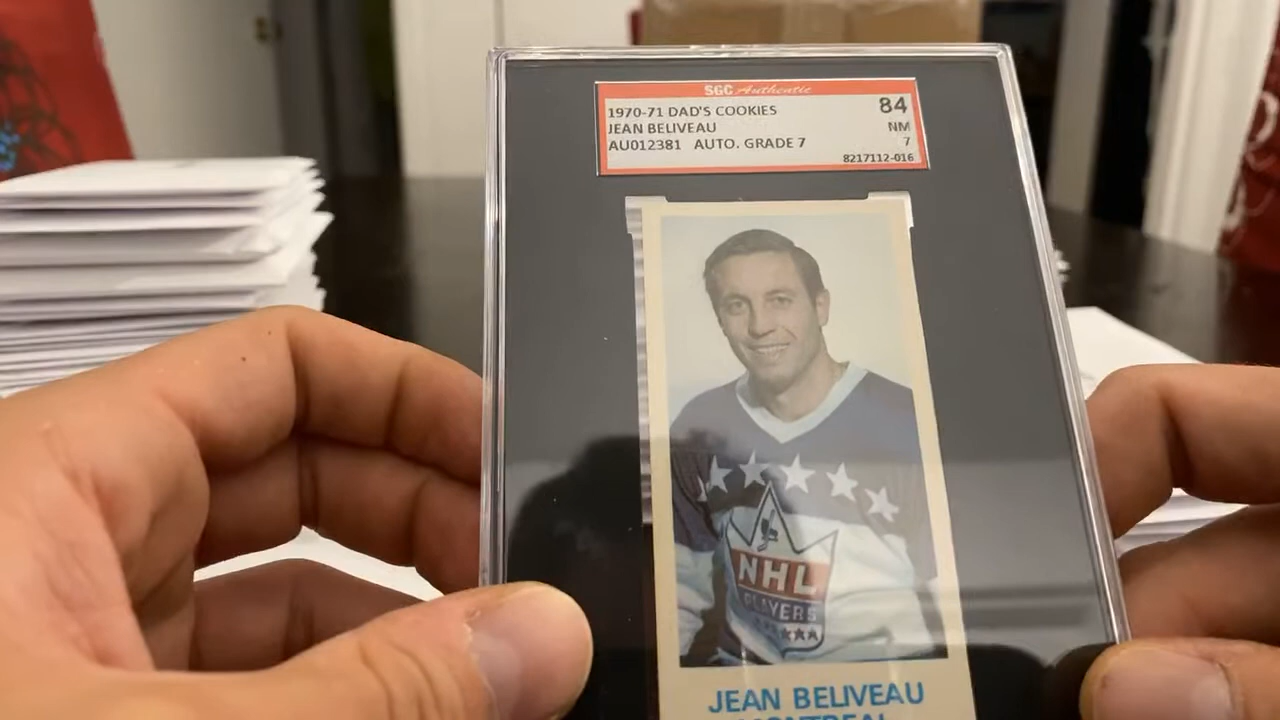 SGC Authentic
1970-71 DAD'S COOKIES 84
JEAN BELIVEAU NM
AU012381 AUTO. GRADE 7 7
8217112-016
NHL
PLAYERS
JEAN BELIVEAU
MONTREAL